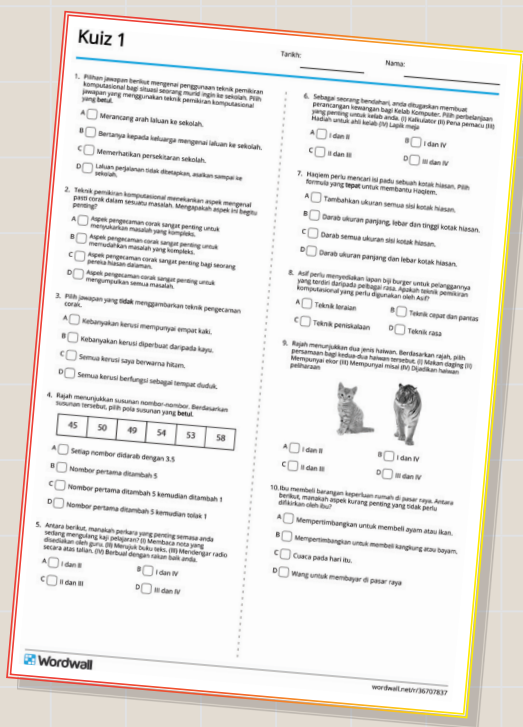 Kuiz 1
Tarikh:
Nama:
1. Pilihan jawapan berikut mengenai penggunaan teknik pemikiran
komputasional bagi situasi seorang murid ingin ke sekolah. Pilih
jawapan yang menggunakan teknik pemikiran komputasional
yang betul.
A Merancang arah laluan ke sekolah.
B Bertanya kepada keluarga mengenai laluan ke sekolah.
C Memerhatikan persekitaran sekolah.
D Laluan perjalanan tidak ditetapkan, asalkan sampai ke
sekolah.
2. Teknik pemikiran komputasional menekankan aspek mengenal
pasti corak dalam sesuatu masalah. Mengapakah aspek ini begitu
penting?
A Aspek pengecaman corak sangat penting untuk
menyukarkan masalah yang kompleks.
B Aspek pengecaman corak sangat penting untuk
memudahkan masalah yang kompleks.
C Aspek pengecaman corak sangat penting bagi seorang
pereka hiasan dalaman.
D Aspek pengecaman corak sangat penting untuk
mengumpulkan semua masalah.
3. Pilih jawapan yang tidak menggambarkan teknik pengecaman
corak.
A Kebanyakan kerusi mempunyai empat kaki.
B Kebanyakan kerusi diperbuat daripada kayu.
C Semua kerusi saya berwarna hitam.
D Semua kerusi berfungsi sebagai tempat duduk.
4. Rajah menunjukkan susunan nombor-nombor. Berdasarkan
susunan tersebut, pilih pola susunan yang betul.
45 50 49 54 53 58
A Setiap nombor didarab dengan 3.5
B Nombor pertama ditambah 5
C Nombor pertama ditambah 5 kemudian ditambah 1
D Nombor pertama ditambah 5 kemudian tolak 1
5. Antara berikut, manakah perkara yang penting semasa anda
sedang mengulang kaji pelajaran? (I) Membaca nota yang
disediakan oleh guru. (II) Merujuk buku teks. (III) Mendengar radio
secara atas talian. (IV) Berbual dengan rakan baik anda.
A I dan II
B I dan IV
C II dan III
D III dan IV
6. Sebagai seorang bendahari, anda ditugaskan membuat
perancangan kewangan bagi Kelab Komputer. Pilih perbelanjaan
yang penting untuk kelab anda. (I) Kalkulator (II) Pena pemacu (III)
Hadiah untuk ahli kelab (IV) Lapik meja
A I dan II
B I dan IV
C II dan III
D III dan IV
7. Haqiem perlu mencari isi padu sebuah kotak hiasan. Pilih
formula yang tepat untuk membantu Haqiem.
A Tambahkan ukuran semua sisi kotak hiasan.
B Darab ukuran panjang, lebar dan tinggi kotak hiasan.
C Darab semua ukuran sisi kotak hiasan.
D Darab ukuran panjang dan lebar kotak hiasan.
8. Asif perlu menyediakan lapan biji burger untuk pelanggannya
yang terdiri daripada pelbagai rasa. Apakah teknik pemikiran
komputasional yang perlu digunakan oleh Asif?
A Teknik leraian
B Teknik cepat dan pantas
C Teknik peniskalaan
D Teknik rasa
9. Rajah menunjukkan dua jenis haiwan. Berdasarkan rajah, pilih
persamaan bagi kedua-dua haiwan tersebut. (I) Makan daging (II)
Mempunyai ekor (III) Mempunyai misai (IV) Dijadikan haiwan
peliharaan
A I dan II
B I dan IV
C II dan III
D III dan IV
10. Ibu membeli barangan keperluan rumah di pasar raya. Antara
berikut, manakah aspek kurang penting yang tidak perlu
difikirkan oleh ibu?
A Mempertimbangkan untuk membeli ayam atau ikan.
B Mempertimbangkan untuk membeli kangkung atau bayam.
C Cuaca pada hari itu.
D Wang untuk membayar di pasar raya
Wordwall
wordwall.net/r/36707837